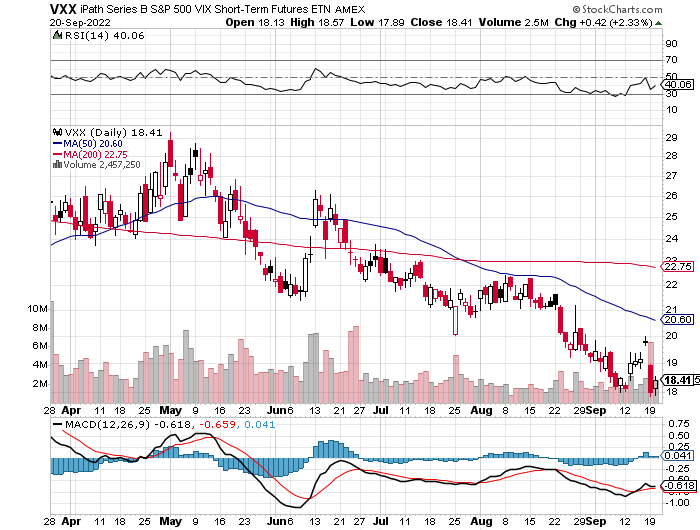 VXX iPath Series B S&P 500 VIX Short-Term Futures ETN AMEX © StockCharts.com
20-Sep-2022 Open 18.13 High 18.57 Low 17.89 Close 18.41 Volume 2.5M Chg +0.42 (+2.33%)
RSI(14) 40.06
90
70
50
40.06
30
10
VXX (Daily) 18.41
MA(50) 20.60
MA(200) 22.75
Volume 2,457,250
29
28
27
26
25
24
23
22.75
22
21
20.60
20
19
18.41
18
10M
8M
6M
4M
2M
28 Apr 11 18 25 May 9 16 23 Jun 6 13 21 27 Jul 11 18 25 Aug 8 15 22 29 Sep 12 19
MACD(12,26,9) -0.618, -0.659, 0.041
0.75
0.50
0.25
0.041
-0.25
-0.618
-1.00
28 Apr 11 18 25 May 9 16 23 Jun 6 13 21 27 Jul 11 18 25 Aug 8 15 22 29 Sep 12 19